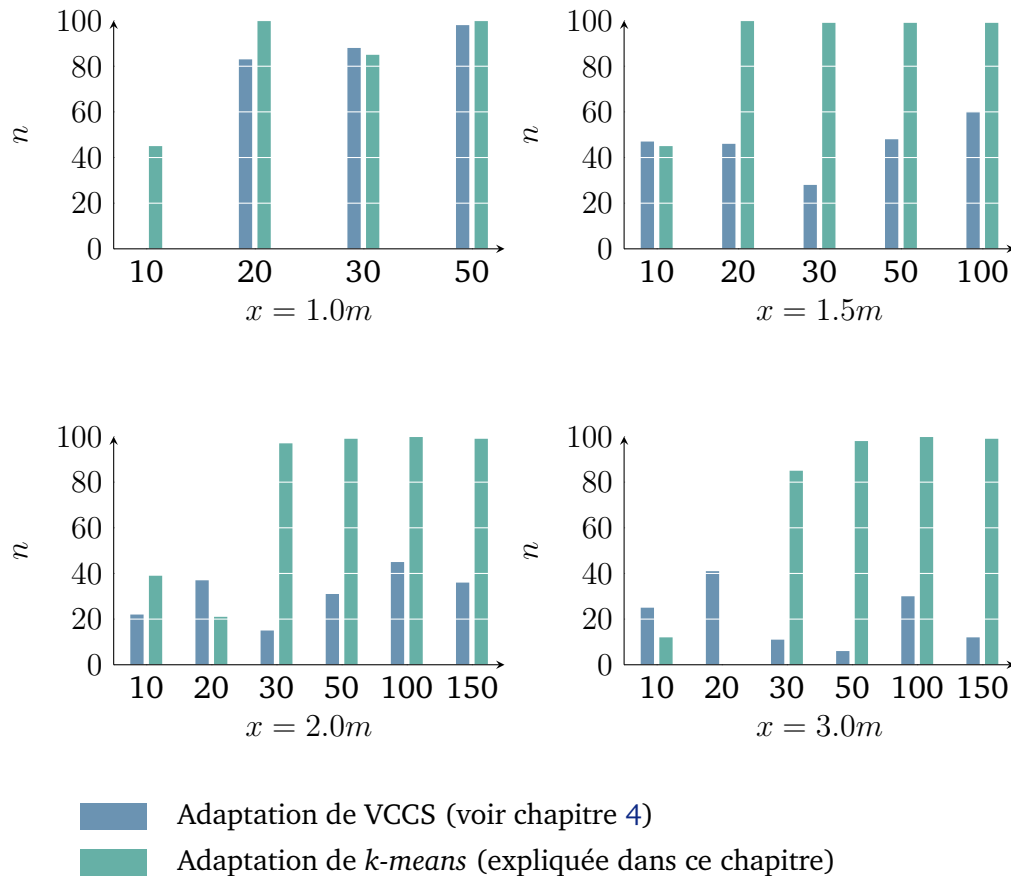 100
80
60
40
20
0
n
10 20 30 50
x = 1.0m
100
80
60
40
20
0
n
10 20 30 50 100
x = 1.5m
100
80
60
40
20
0
n
10 20 30 50 100 150
x = 2.0m
100
80
60
40
20
0
n
10 20 30 50 100 150
x = 3.0m
Adaptation de VCCS (voir chapitre 4)
Adaptation de k-means (expliquée dans ce chapitre)